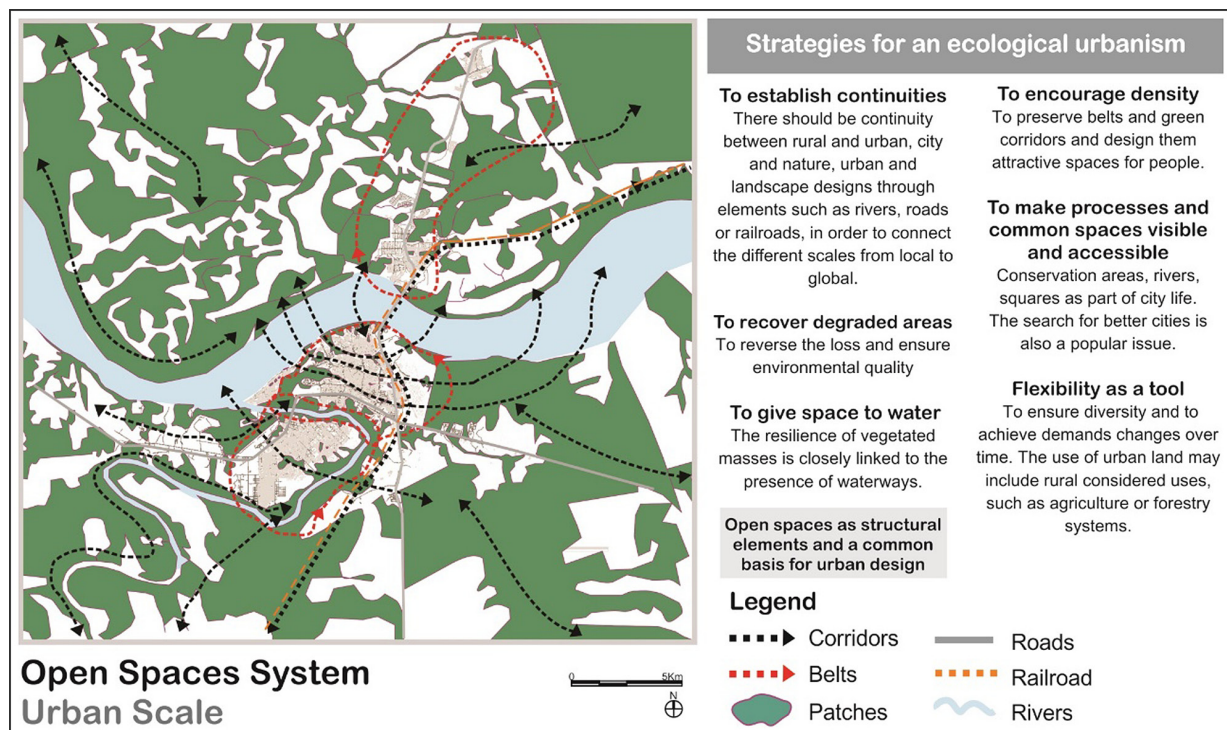 Strategies for an ecological urbanism
To establish continuities
There should be continuity
between rural and urban, city
and nature, urban and
landscape designs through
elements such as rivers, roads
or railroads, in order to connect
the different scales from local to
global.
To recover degraded areas
To reverse the loss and ensure
environmental quality
To give space to water
The resilience of vegetated
masses is closely linked to the
presence of waterways.
Open spaces as structural
elements and a common
basis for urban design
To encourage density
To preserve belts and green
corridors and design them
attractive spaces for people.
To make processes and
common spaces visible
and accessible
Conservation areas, rivers,
squares as part of city life.
The search for better cities is
also a popular issue.
Flexibility as a tool
To ensure diversity and to
achieve demands changes over
time. The use of urban land may
include rural considered uses,
such as agriculture or forestry
systems.
Legend
Corridors
Belts
Patches
Roads
Railroad
Rivers
Open Spaces System
Urban Scale
0 5Km
N